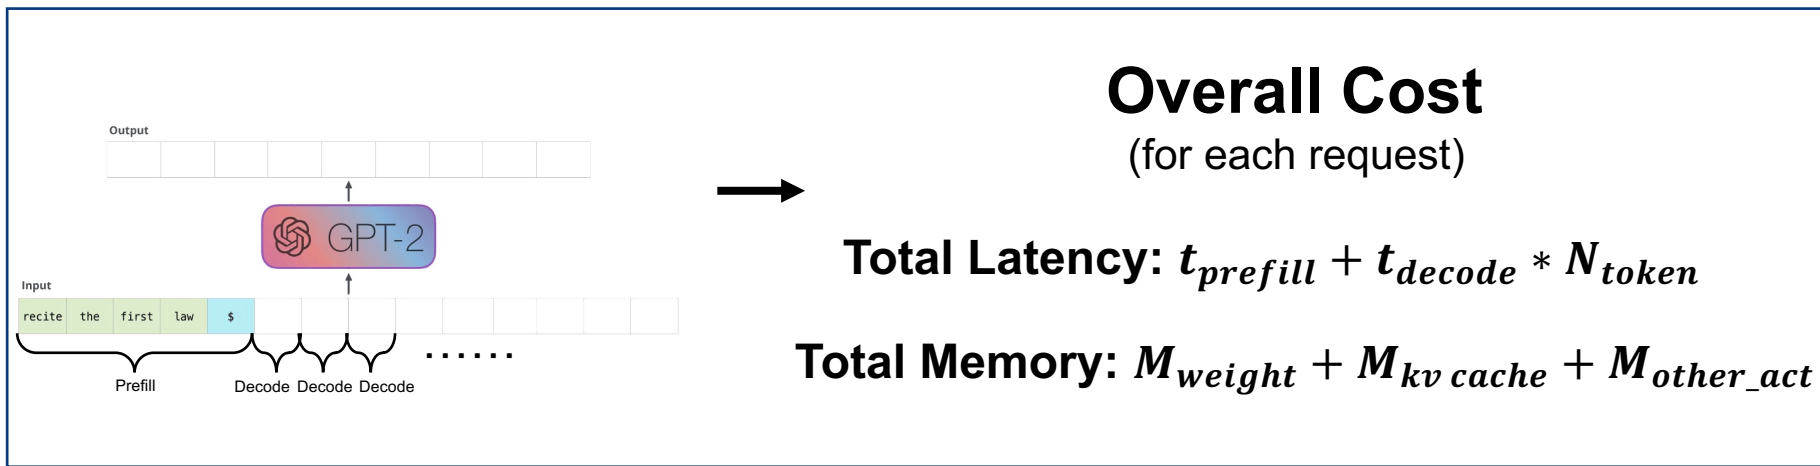 Output
GPT-2
Input
recite the first law $
Prefill Decode Decode Decode ......
Overall Cost
(for each request)
Total Latency: t_prefill + t_decode * N_token
Total Memory: M_weight + M_kv cache + M_other_act